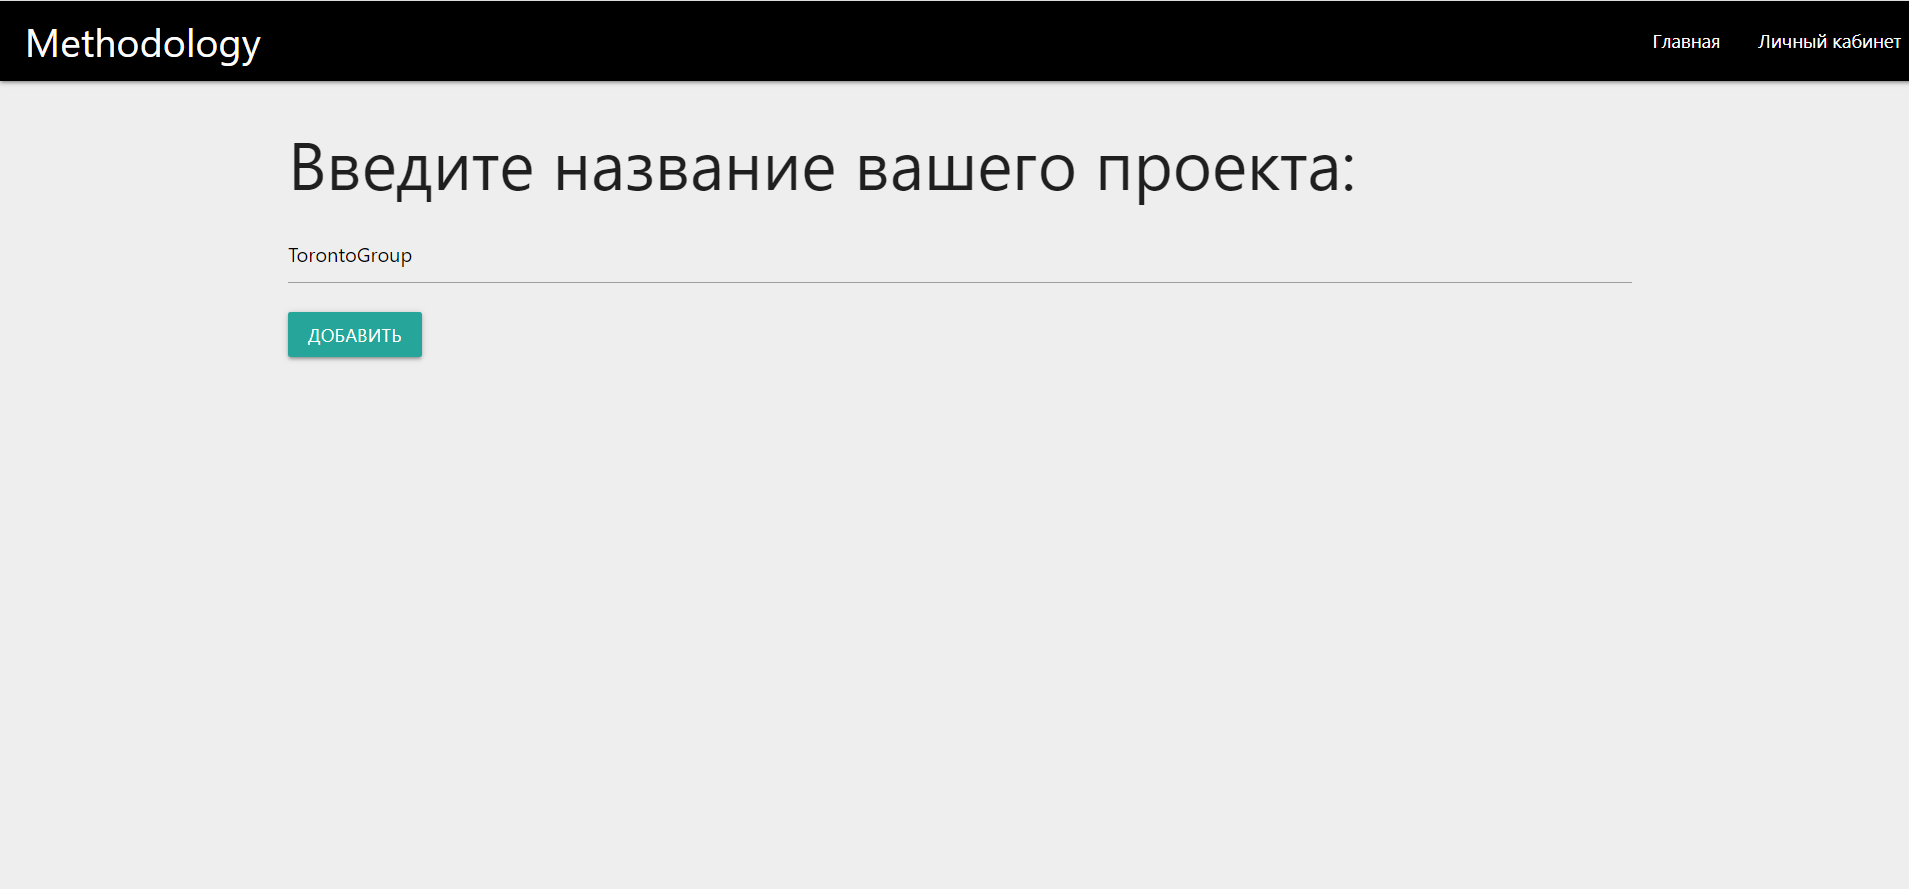 Methodology
Главная
Личный кабинет
Введите название вашего проекта:
TorontoGroup
ДОБАВИТЬ